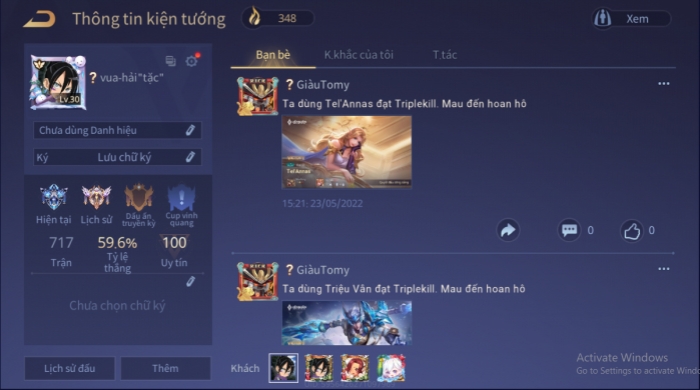 Thông tin kiện tướng
348
Xem
Lv.30
? vua-hải"tặc"
Chưa dùng Danh hiệu
Ký Lưu chữ ký
Hiện tại
Lịch sử
Dấu ấn truyền kỳ
Cup vinh quang
717
Trận
59.6%
Tỷ lệ thắng
100
Uy tín
Chưa chọn chữ ký
Lịch sử đấu
Thêm
Bạn bè
K.khắc của tôi
T.tác
? GiàuTomy
Ta dùng Tel'Annas đạt Triplekill. Mau đến hoan hô
Tel'Annas
15:21: 23/05/2022
0
0
? GiàuTomy
Ta dùng Triệu Vân đạt Triplekill. Mau đến hoan hô
Khách
Activate Windows
Go to Settings to activate Win